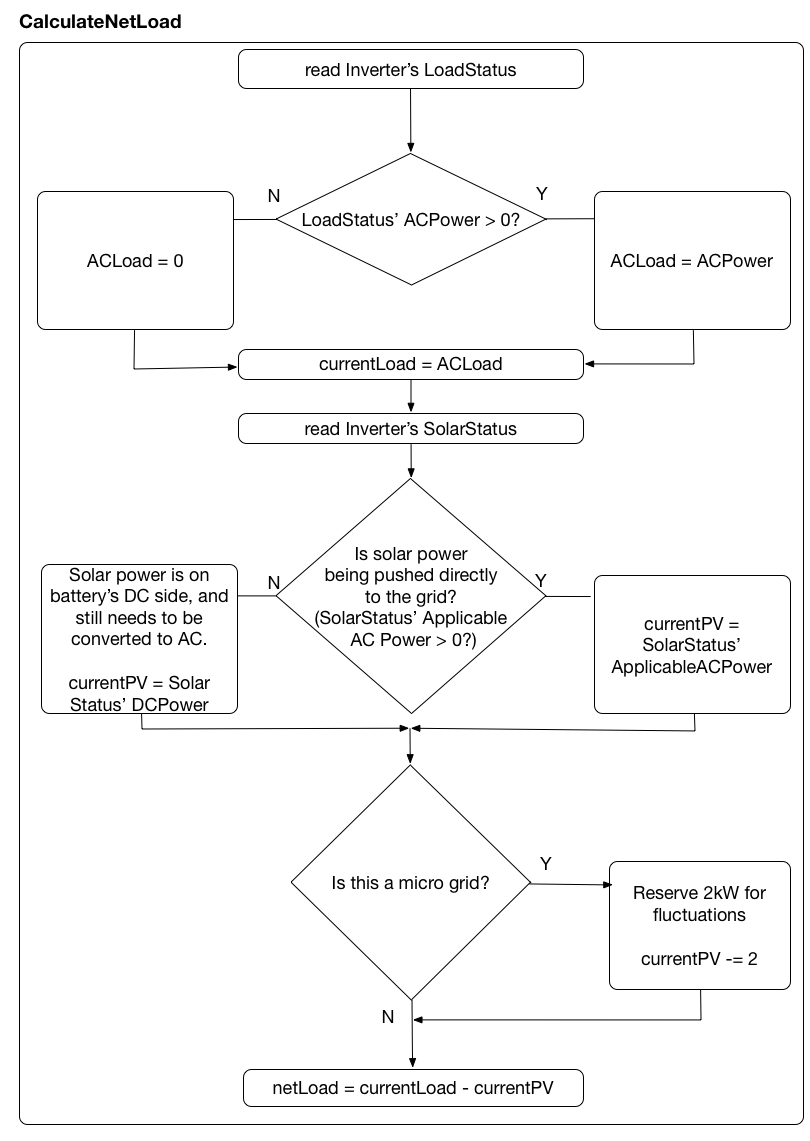 CalculateNetLoad
read Inverter’s LoadStatus
N
Y
LoadStatus’ ACPower > 0?
ACLoad = 0
ACLoad = ACPower
currentLoad = ACLoad
read Inverter’s SolarStatus
Is solar power
being pushed directly
to the grid?
(SolarStatus’ Applicable
AC Power > 0?)
N
Y
Solar power is on
battery’s DC side, and
still needs to be
converted to AC.
currentPV = Solar
Status’ DCPower
currentPV =
SolarStatus’
ApplicableACPower
Is this a micro grid?
Y
Reserve 2kW for
fluctuations
currentPV -= 2
N
netLoad = currentLoad - currentPV